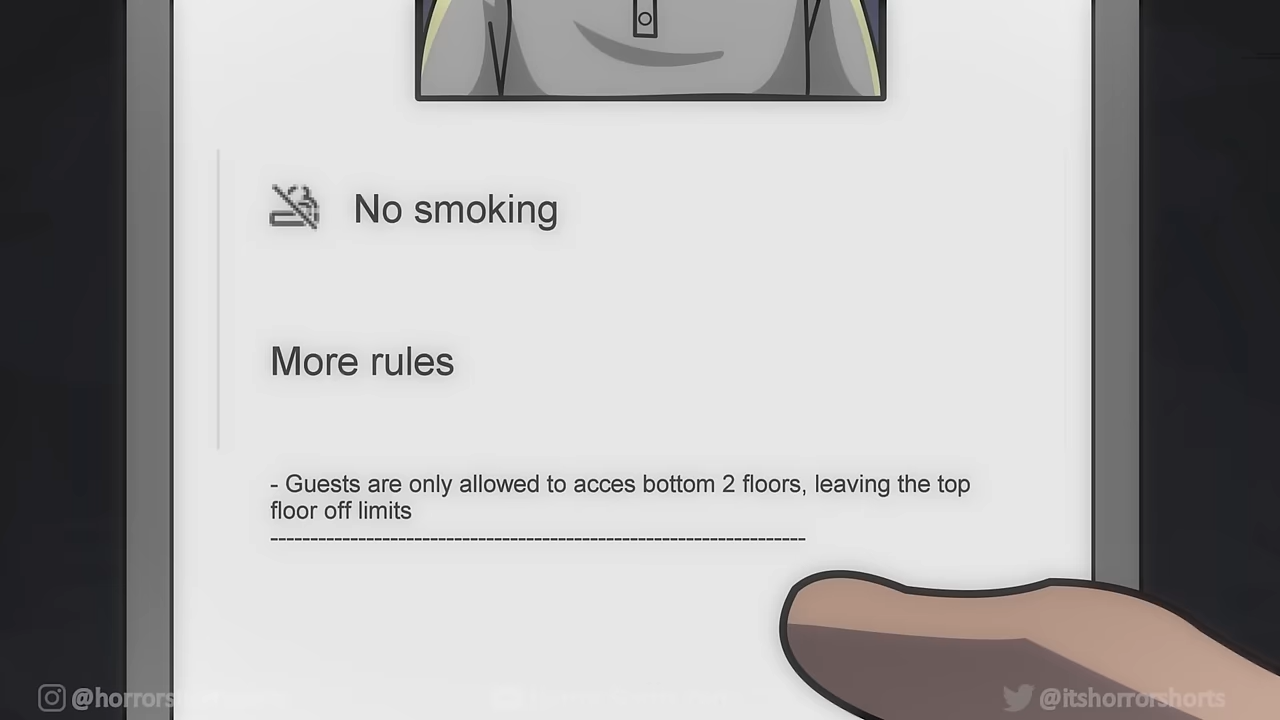 No smoking
More rules
- Guests are only allowed to acces bottom 2 floors, leaving the top
floor off limits
--------------------------------------------------------------------
@itshorrorshorts